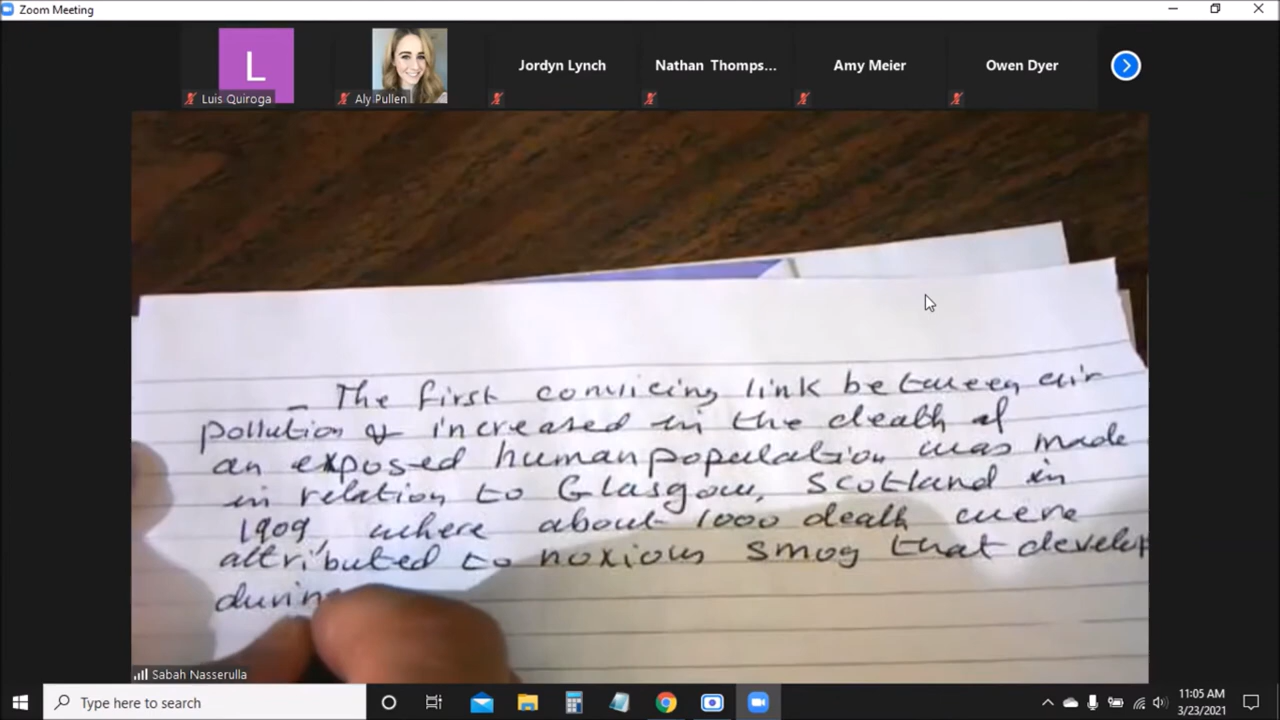 Zoom Meeting
L
Luis Quiroga
Aly Pullen
Jordyn Lynch
Nathan Thomps...
Amy Meier
Owen Dyer
- The first convicing link between air
pollution & increased in the death of
an exposed human population was made
in relation to Glasgow, Scotland in
1909, where about 1000 death were
attributed to noxious smog that develop
during
Sabah Nasserulla
Type here to search
11:05 AM
3/23/2021